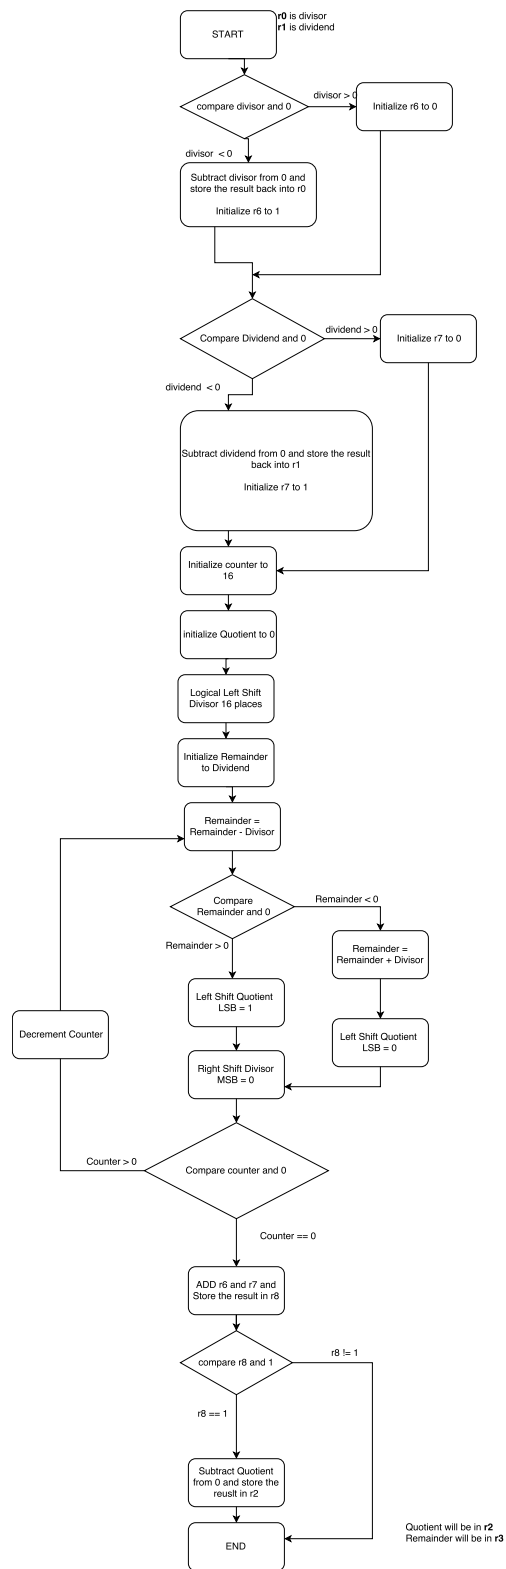 START
r0 is divisor
r1 is dividend
compare divisor and 0
divisor > 0
Initialize r6 to 0
divisor < 0
Subtract divisor from 0 and
store the result back into r0
Initialize r6 to 1
Compare Dividend and 0
dividend > 0
Initialize r7 to 0
dividend < 0
Subtract dividend from 0 and store the result
back into r1
Initialize r7 to 1
Initialize counter to
16
initialize Quotient to 0
Logical Left Shift
Divisor 16 places
Initialize Remainder
to Dividend
Remainder =
Remainder - Divisor
Compare
Remainder and 0
Remainder < 0
Remainder > 0
Remainder =
Remainder + Divisor
Left Shift Quotient
LSB = 1
Left Shift Quotient
LSB = 0
Decrement Counter
Right Shift Divisor
MSB = 0
Counter > 0
Compare counter and 0
Counter == 0
ADD r6 and r7 and
Store the result in r8
compare r8 and 1
r8 != 1
r8 == 1
Subtract Quotient
from 0 and store the
reuslt in r2
END
Quotient will be in r2
Remainder will be in r3